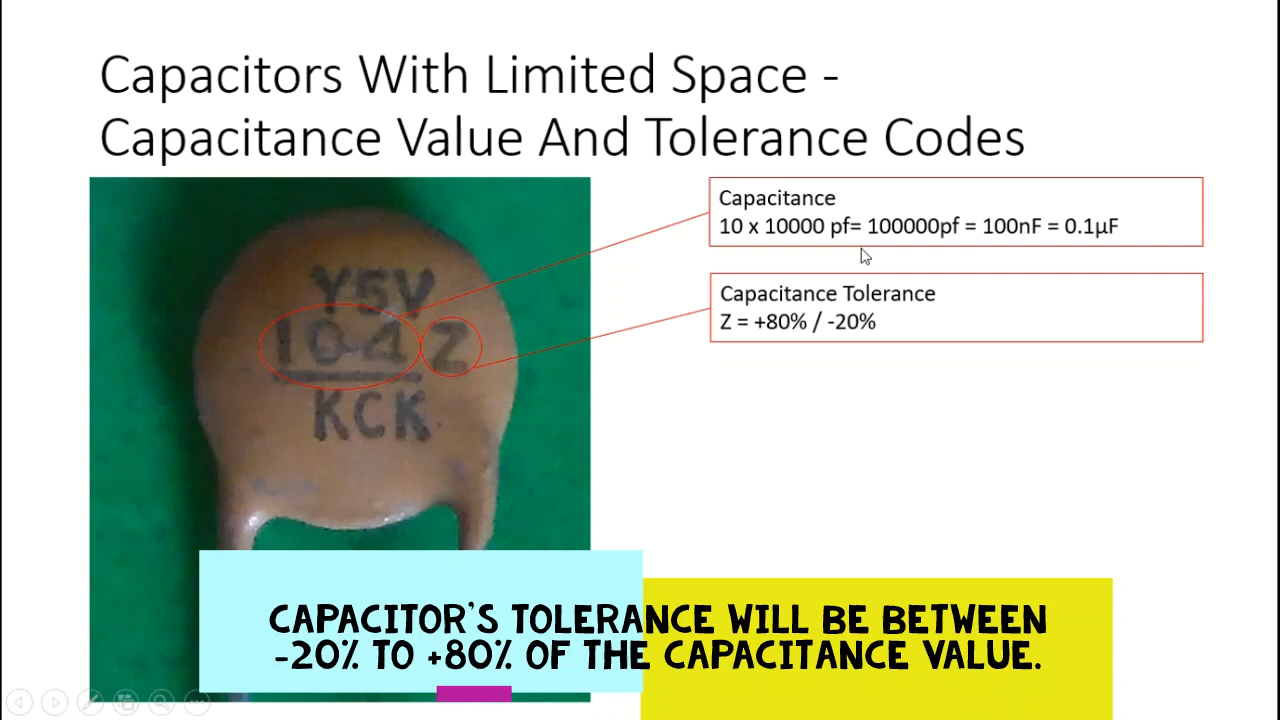 Capacitors With Limited Space -
Capacitance Value And Tolerance Codes
Y5V
104 Z
KCK
Capacitance
10 x 10000 pf= 100000pf = 100nF = 0.1µF
Capacitance Tolerance
Z = +80% / -20%
CAPACITOR'S TOLERANCE WILL BE BETWEEN
-20% TO +80% OF THE CAPACITANCE VALUE.